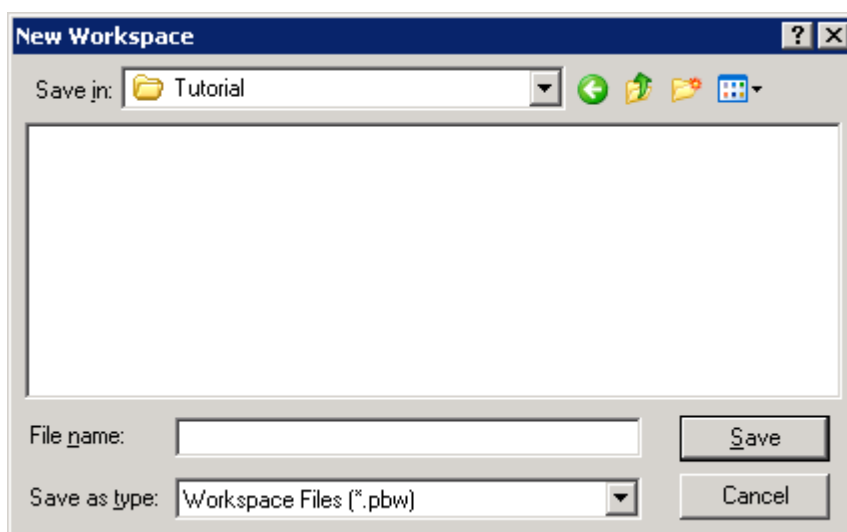 New Workspace
Save in: Tutorial
File name: Save
Save as type: Workspace Files (*.pbw) Cancel